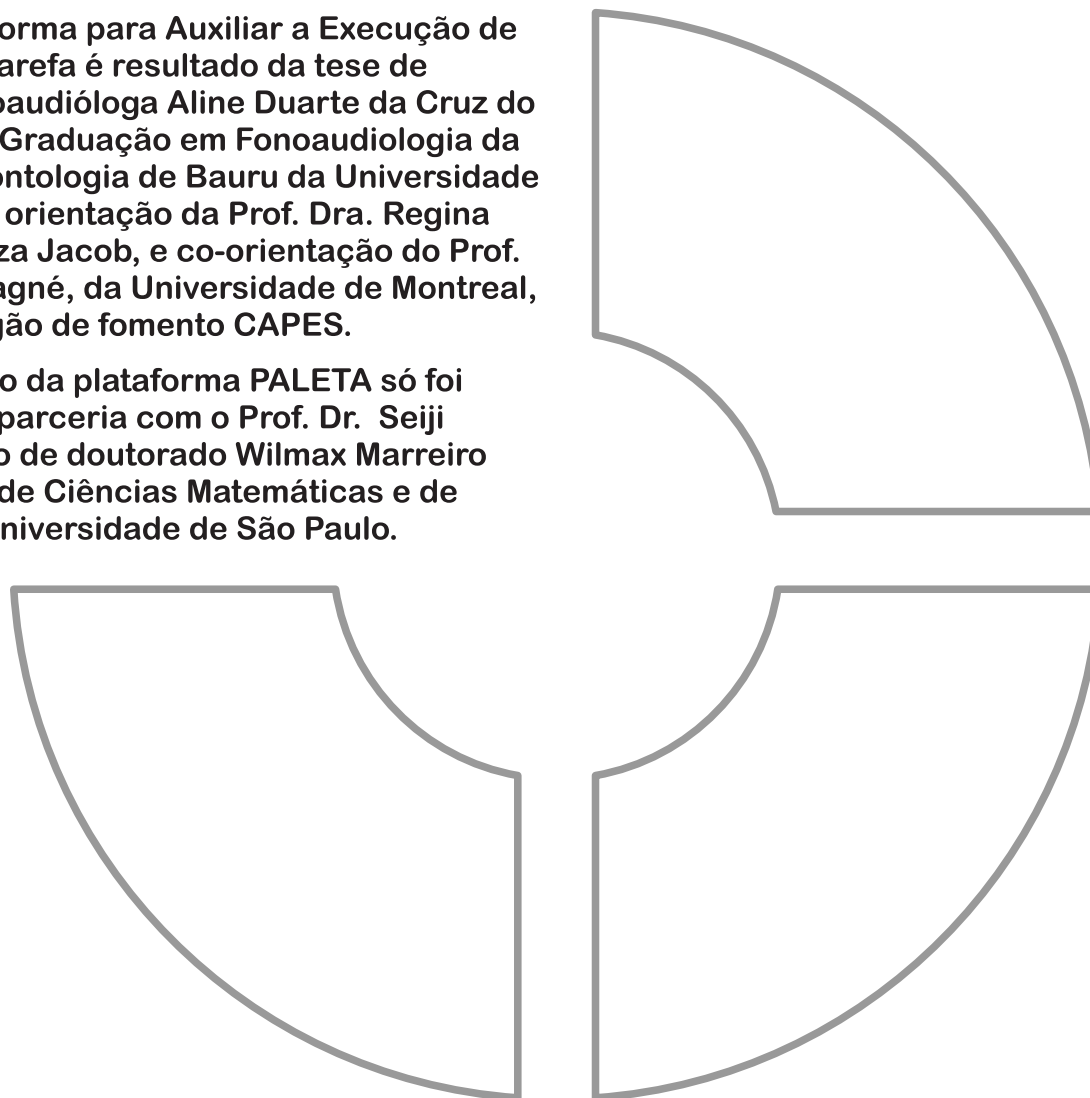 orma para Auxiliar a Execução de
arefa é resultado da tese de
oaudióloga Aline Duarte da Cruz do
Graduação em Fonoaudiologia da
ontologia de Bauru da Universidade
orientação da Prof. Dra. Regina
za Jacob, e co-orientação do Prof.
agné, da Universidade de Montreal,
gão de fomento CAPES.
o da plataforma PALETA só foi
parceria com o Prof. Dr. Seiji
o de doutorado Wilmax Marreiro
de Ciências Matemáticas e de
niversidade de São Paulo.